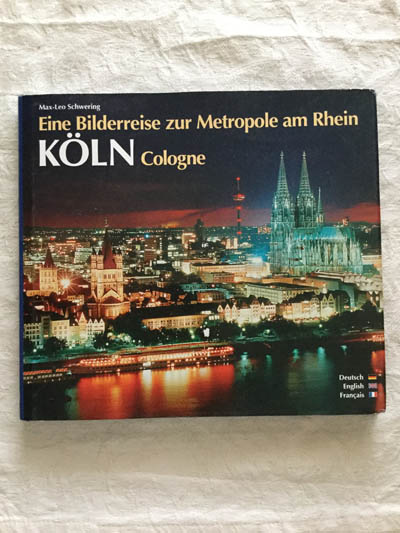 Max-Leo Schwering
Eine Bilderreise zur Metropole am Rhein
KÖLN Cologne
Deutsch
English
Français